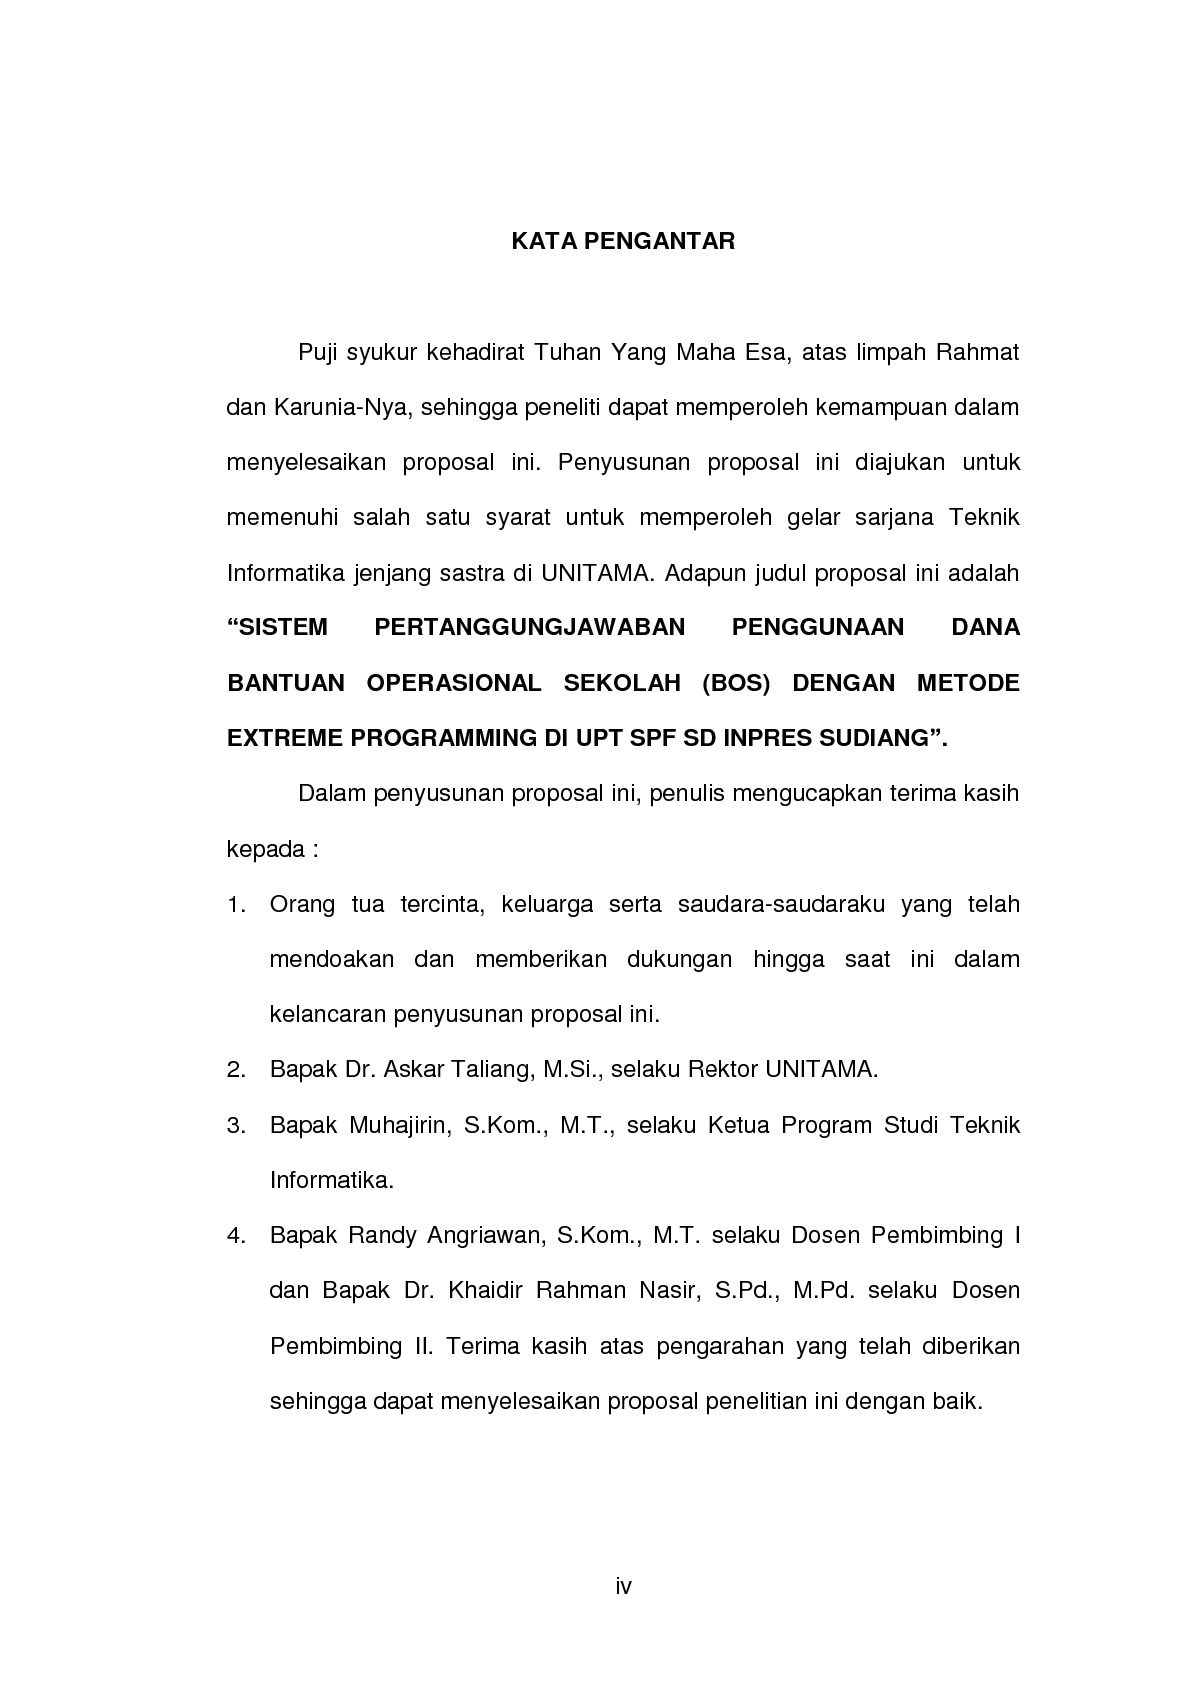 KATA PENGANTAR
Puji syukur kehadirat Tuhan Yang Maha Esa, atas limpah Rahmat
dan Karunia-Nya, sehingga peneliti dapat memperoleh kemampuan dalam
menyelesaikan proposal ini. Penyusunan proposal ini diajukan untuk
memenuhi salah satu syarat untuk memperoleh gelar sarjana Teknik
Informatika jenjang sastra di UNITAMA. Adapun judul proposal ini adalah
“SISTEM PERTANGGUNGJAWABAN PENGGUNAAN DANA
BANTUAN OPERASIONAL SEKOLAH (BOS) DENGAN METODE
EXTREME PROGRAMMING DI UPT SPF SD INPRES SUDIANG”.
Dalam penyusunan proposal ini, penulis mengucapkan terima kasih
kepada :
1. Orang tua tercinta, keluarga serta saudara-saudaraku yang telah
mendoakan dan memberikan dukungan hingga saat ini dalam
kelancaran penyusunan proposal ini.
2. Bapak Dr. Askar Taliang, M.Si., selaku Rektor UNITAMA.
3. Bapak Muhajirin, S.Kom., M.T., selaku Ketua Program Studi Teknik
Informatika.
4. Bapak Randy Angriawan, S.Kom., M.T. selaku Dosen Pembimbing I
dan Bapak Dr. Khaidir Rahman Nasir, S.Pd., M.Pd. selaku Dosen
Pembimbing II. Terima kasih atas pengarahan yang telah diberikan
sehingga dapat menyelesaikan proposal penelitian ini dengan baik.
iv